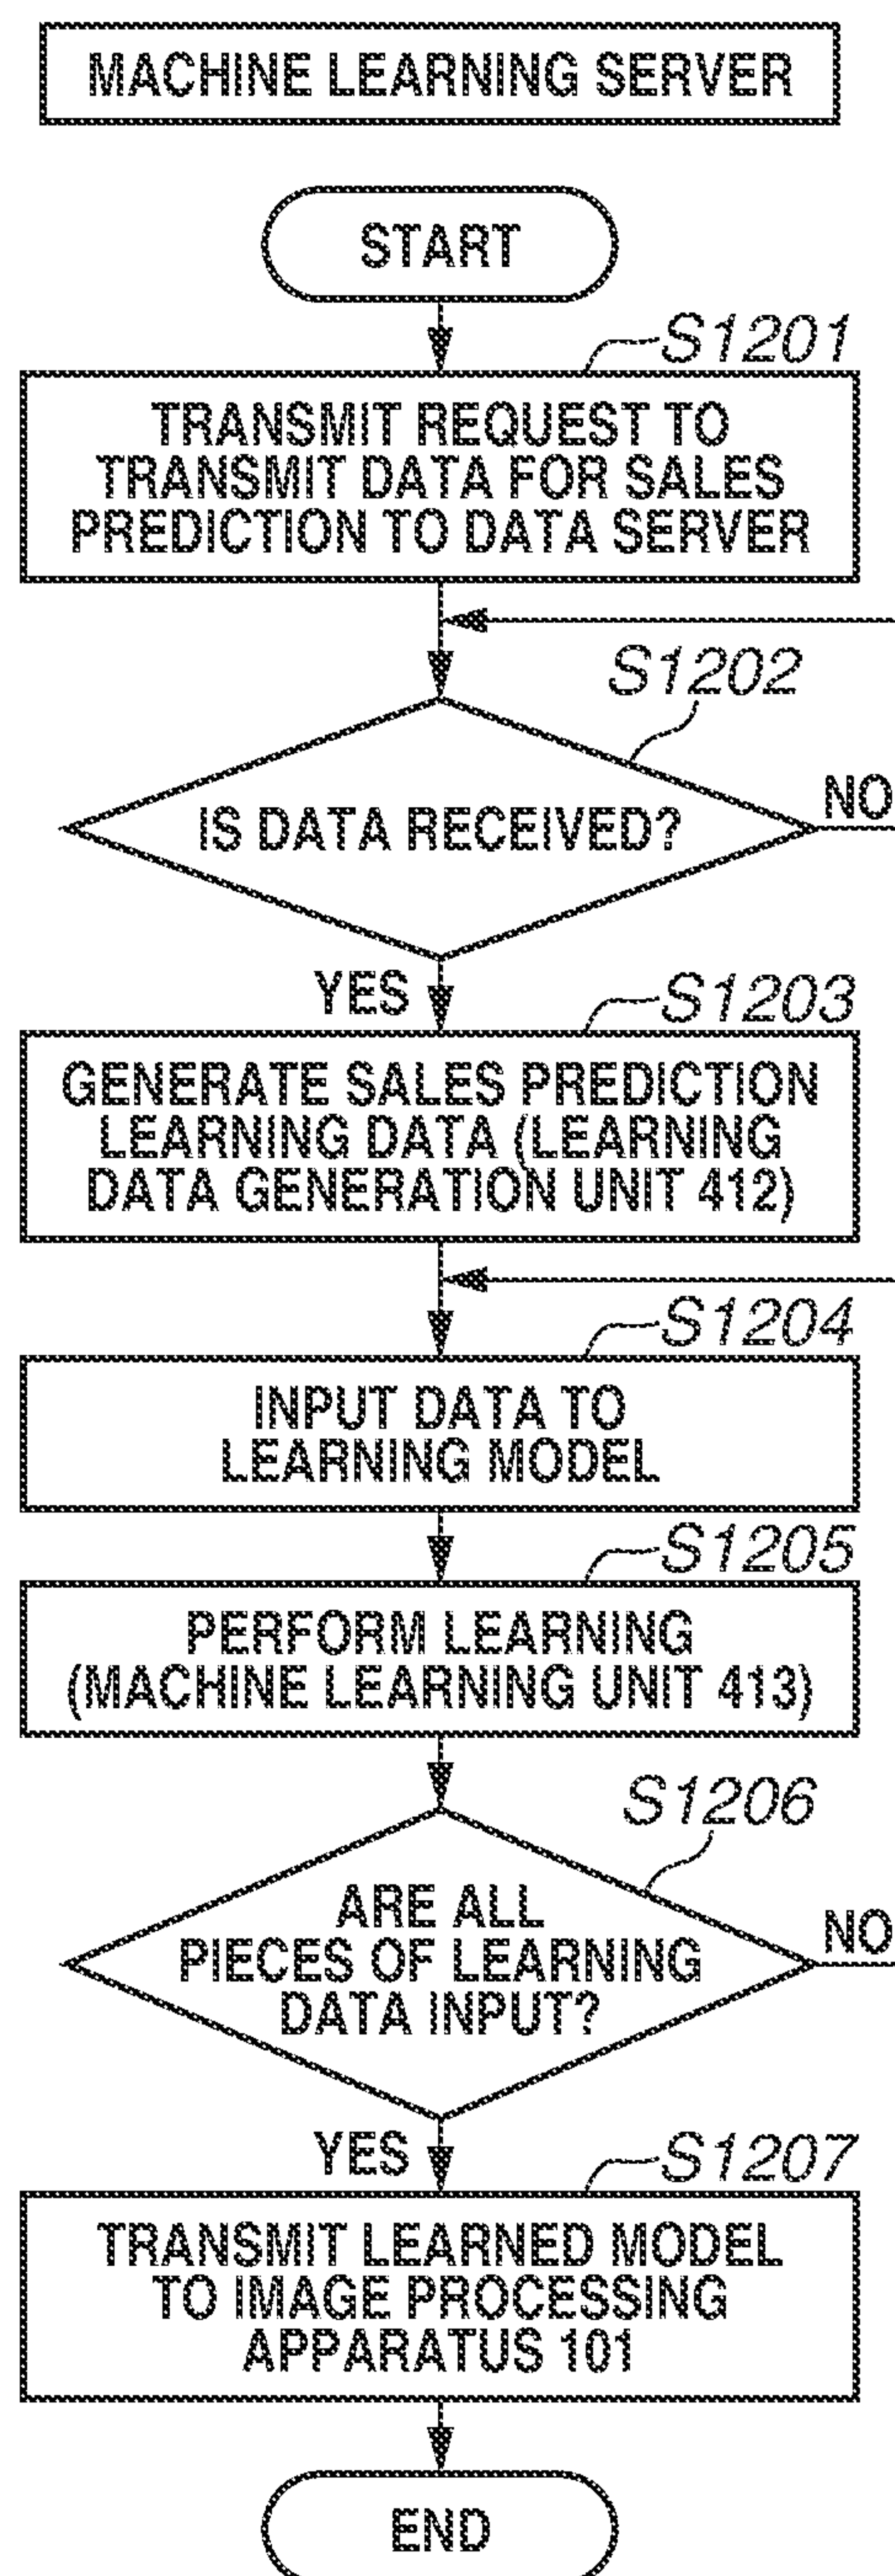 MACHINE LEARNING SERVER
START
S1201
TRANSMIT REQUEST TO
TRANSMIT DATA FOR SALES
PREDICTION TO DATA SERVER
S1202
IS DATA RECEIVED?
NO
YES
S1203
GENERATE SALES PREDICTION
LEARNING DATA (LEARNING
DATA GENERATION UNIT 412)
S1204
INPUT DATA TO
LEARNING MODEL
S1205
PERFORM LEARNING
(MACHINE LEARNING UNIT 413)
S1206
ARE ALL
PIECES OF LEARNING
DATA INPUT?
NO
YES
S1207
TRANSMIT LEARNED MODEL
TO IMAGE PROCESSING
APPARATUS 101
END